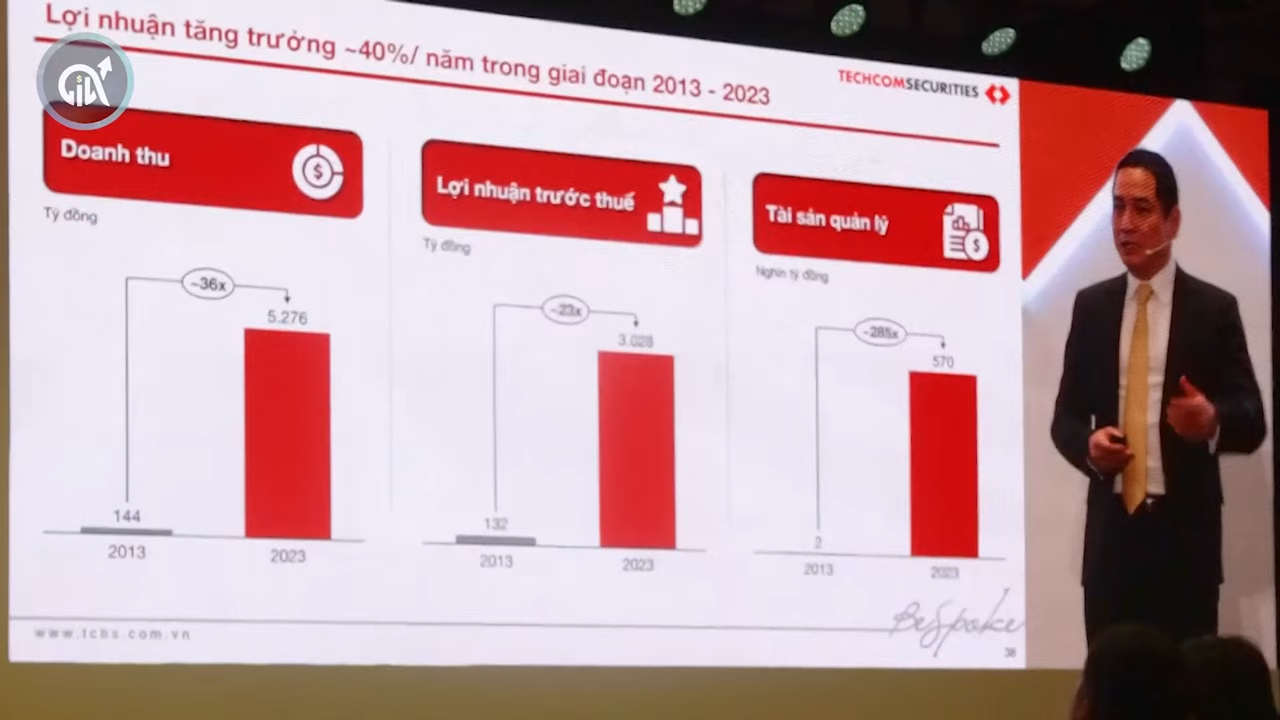 Lợi nhuận tăng trưởng ~40%/ năm trong giai đoạn 2013 - 2023
TECHCOMSECURITIES
Doanh thu
Tỷ đồng
~36x
5.276
144
2013
2023
Lợi nhuận trước thuế
Tỷ đồng
~23x
3.028
132
2013
2023
Tài sản quản lý
Nghìn tỷ đồng
~285x
570
2
2013
2023
www.tcbs.com.vn
BeSpoke
38